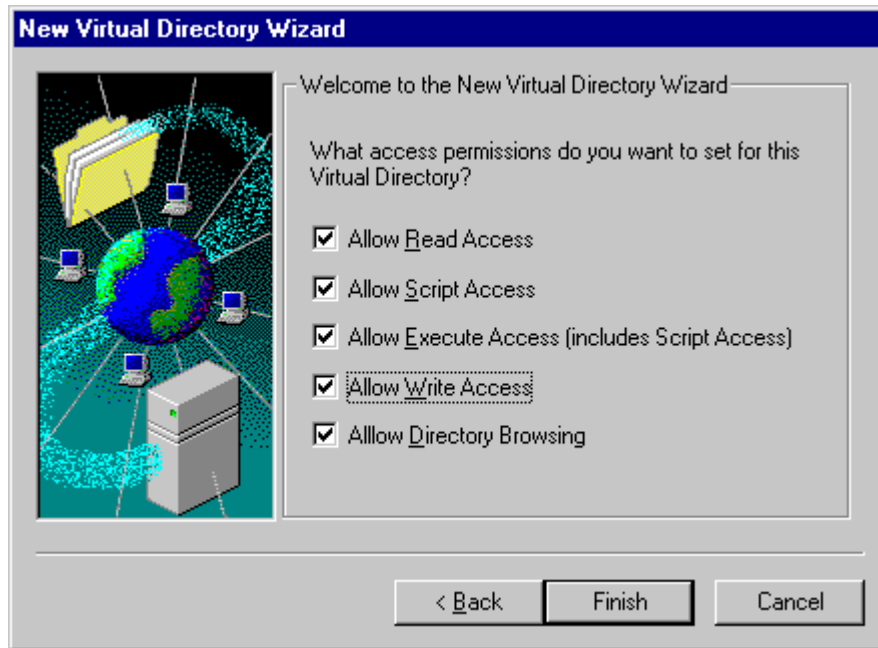 New Virtual Directory Wizard
Welcome to the New Virtual Directory Wizard
What access permissions do you want to set for this
Virtual Directory?
Allow Read Access
Allow Script Access
Allow Execute Access (includes Script Access)
Allow Write Access
Alllow Directory Browsing
< Back
Finish
Cancel